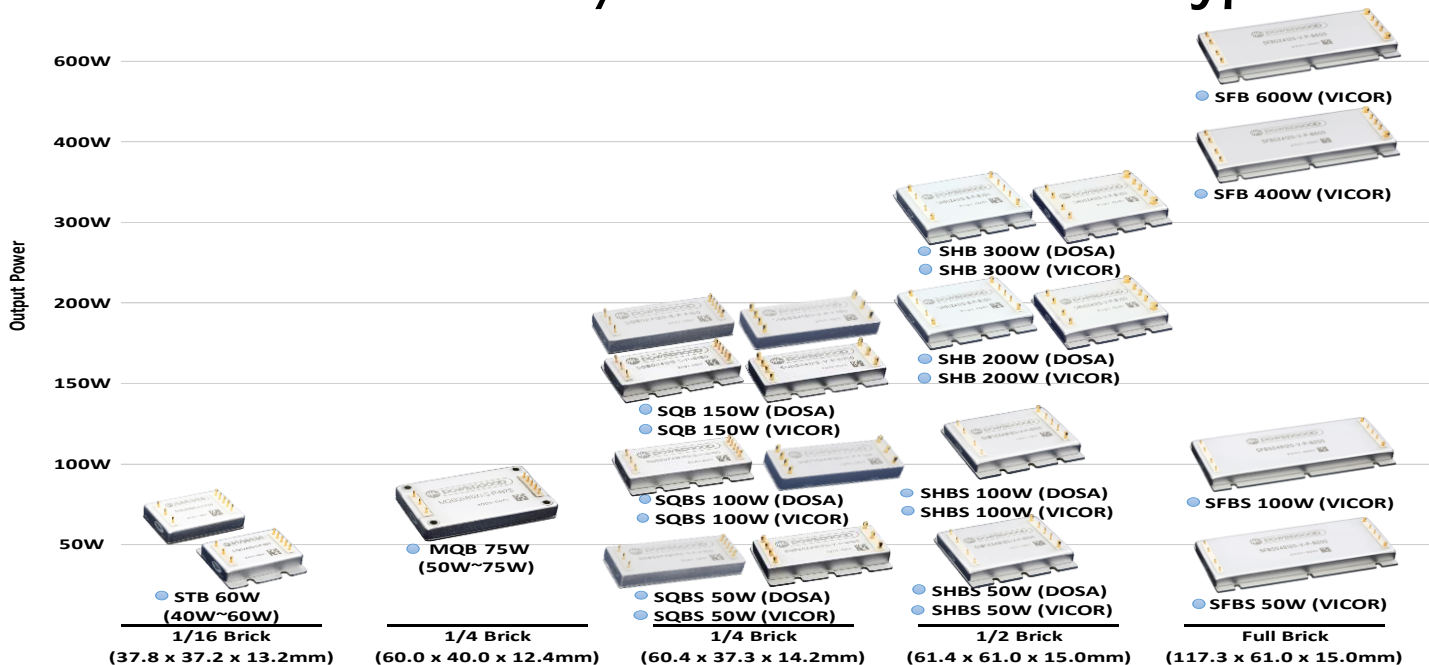 600W
SFB 600W (VICOR)
400W
SFB 400W (VICOR)
300W
SHB 300W (DOSA)
SHB 300W (VICOR)
Output Power
200W
SHB 200W (DOSA)
SHB 200W (VICOR)
150W
SQB 150W (DOSA)
SQB 150W (VICOR)
100W
SQBS 100W (DOSA)
SQBS 100W (VICOR)
SHBS 100W (DOSA)
SHBS 100W (VICOR)
SFBS 100W (VICOR)
50W
MQB 75W
(50W~75W)
STB 60W
(40W~60W)
SQBS 50W (DOSA)
SQBS 50W (VICOR)
SHBS 50W (DOSA)
SHBS 50W (VICOR)
SFBS 50W (VICOR)
1/16 Brick
(37.8 x 37.2 x 13.2mm)
1/4 Brick
(60.0 x 40.0 x 12.4mm)
1/4 Brick
(60.4 x 37.3 x 14.2mm)
1/2 Brick
(61.4 x 61.0 x 15.0mm)
Full Brick
(117.3 x 61.0 x 15.0mm)